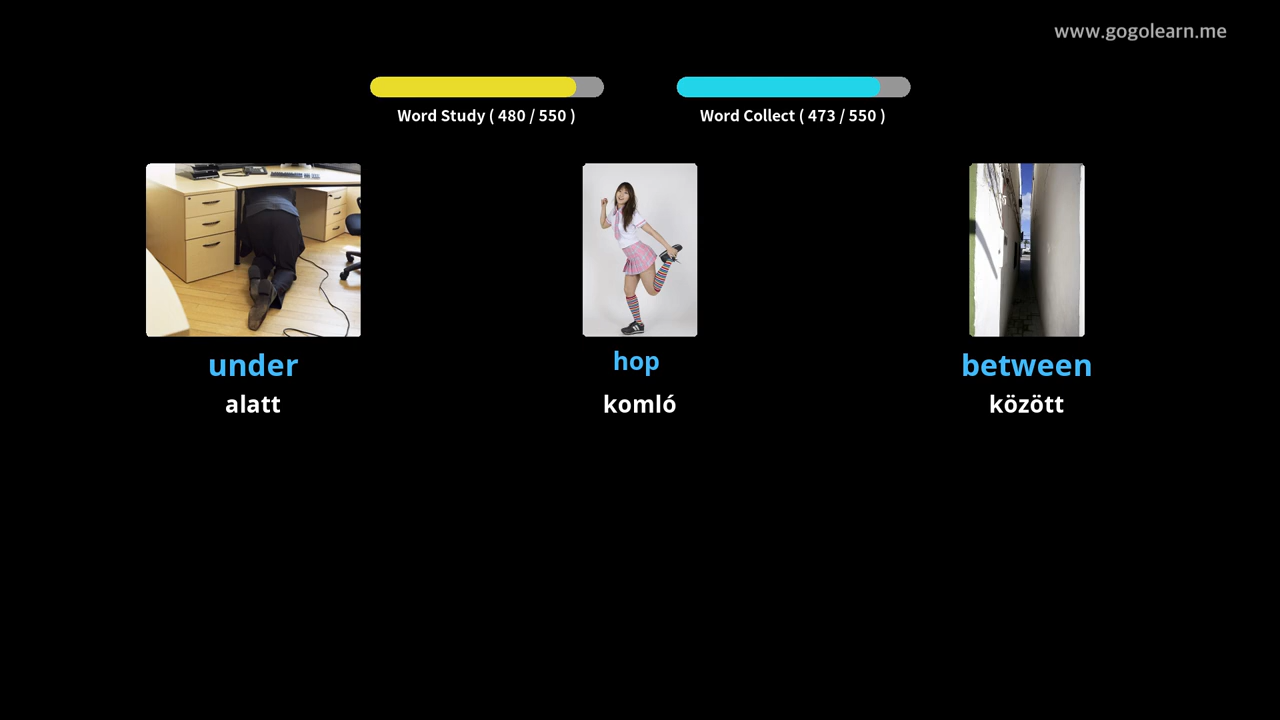 www.gogolearn.me
Word Study ( 480 / 550 )
Word Collect ( 473 / 550 )
under
hop
between
alatt
komló
között